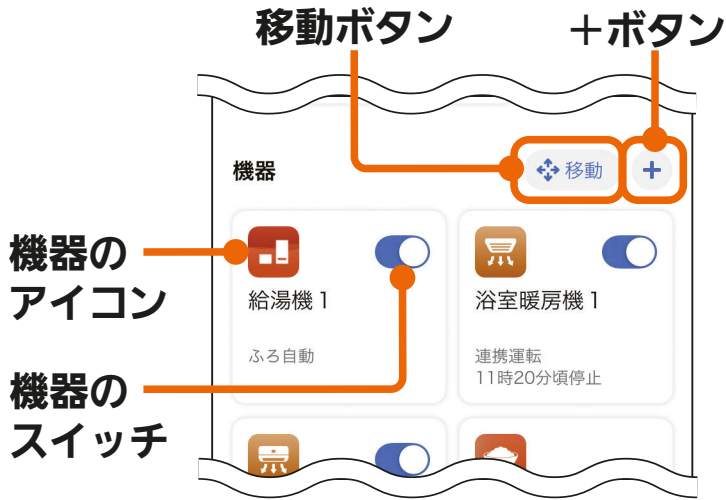 移動ボタン
＋ボタン
機器
移動
+
機器の
アイコン
給湯機 1
ふろ自動
浴室暖房機 1
連携運転
11時20分頃停止
機器の
スイッチ